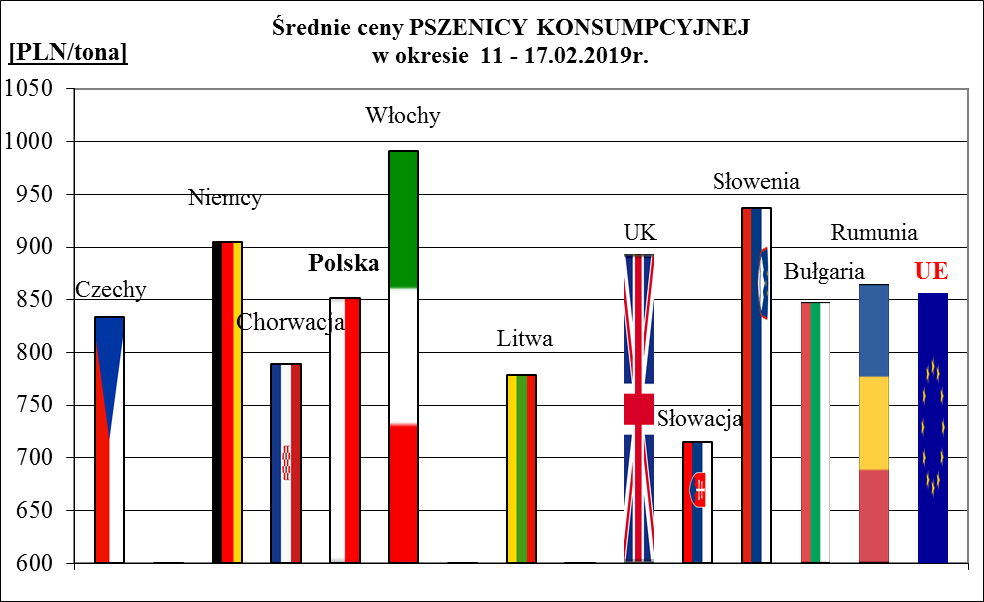 Średnie ceny PSZENICY KONSUMPCYJNEJ
w okresie 11 - 17.02.2019r.
[PLN/tona]
1050
1000
950
900
850
800
750
700
650
600
Czechy
Niemcy
Chorwacja
Polska
Włochy
Litwa
UK
Słowacja
Słowenia
Bułgaria
Rumunia
UE